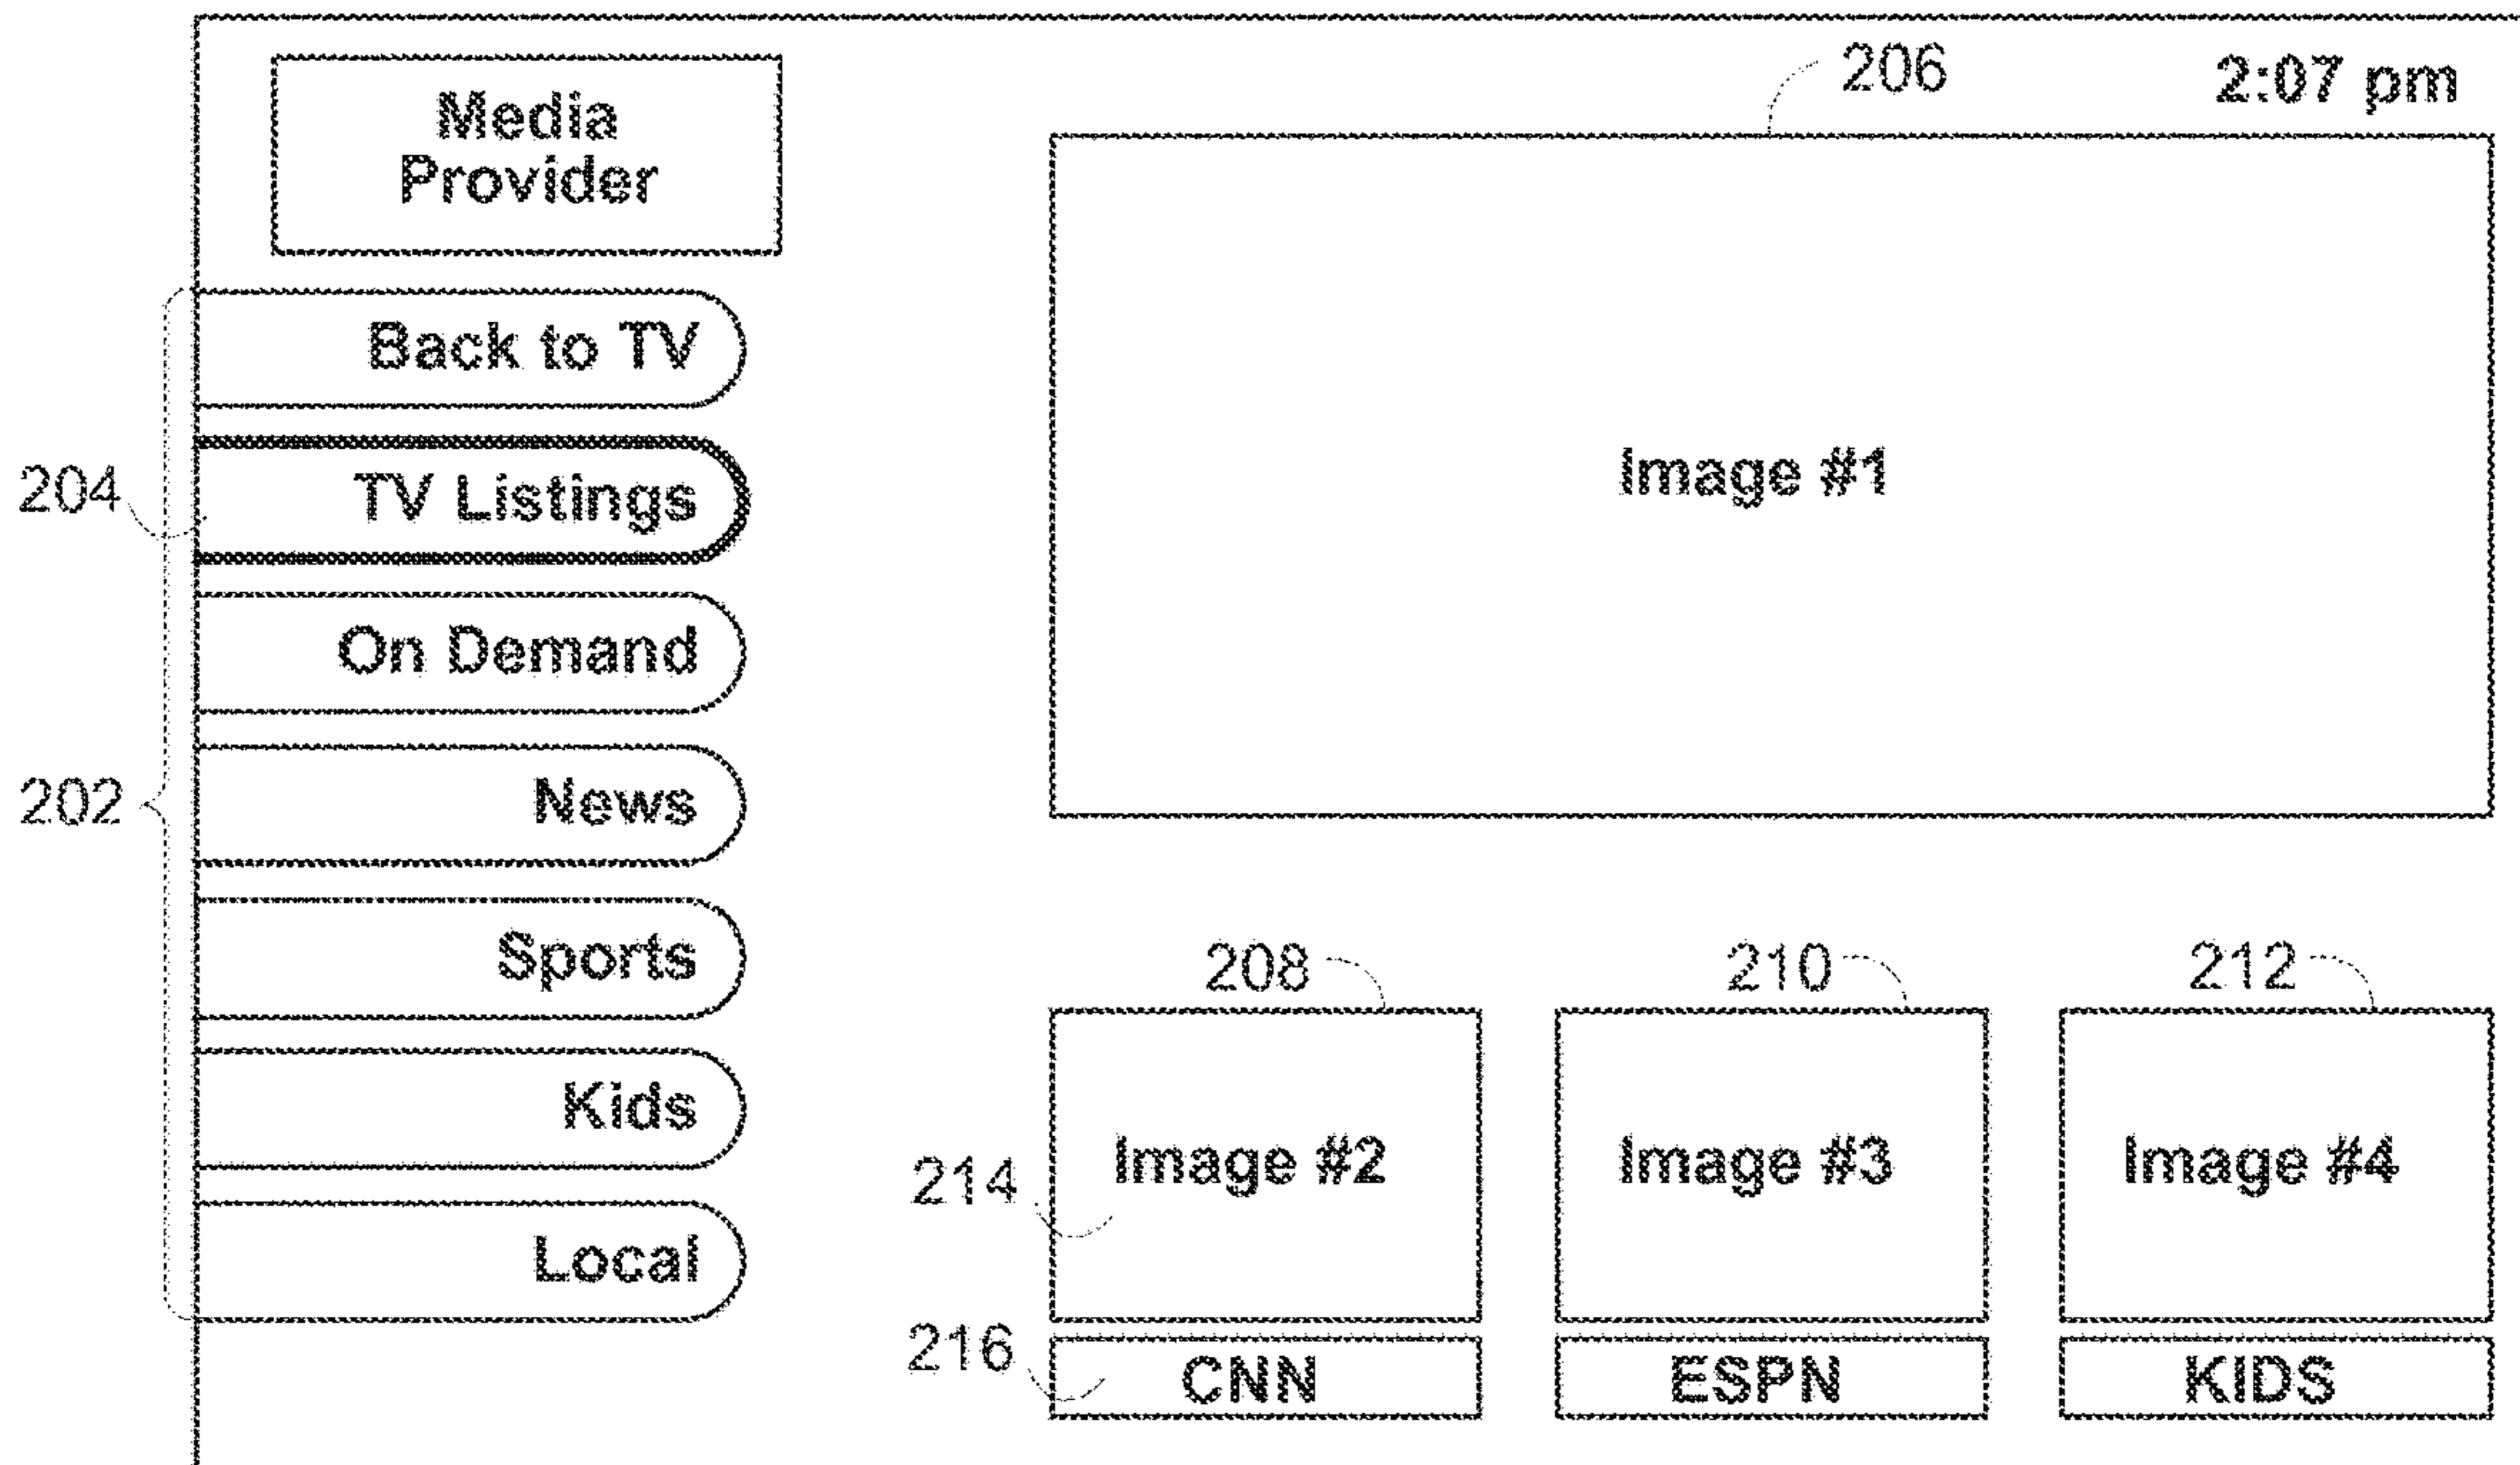 206
2:07 pm
Media
Provider
Image #1
Back to TV
204
TV Listings
On Demand
202
News
Sports
Kids
Local
208
210
212
214
Image #2
Image #3
Image #4
216
CNN
ESPN
KIDS